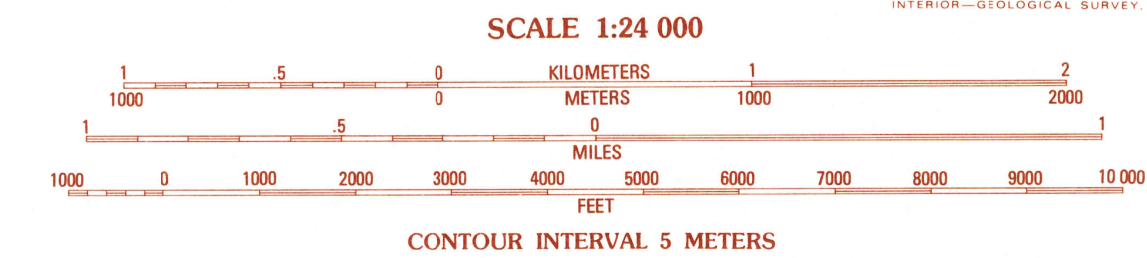 INTERIOR—GEOLOGICAL SURVEY,
SCALE 1:24 000
1 .5 0 KILOMETERS 1 2
1000 0 METERS 1000 2000
1 .5 0 1
MILES
1000 0 1000 2000 3000 4000 5000 6000 7000 8000 9000 10 000
FEET
CONTOUR INTERVAL 5 METERS